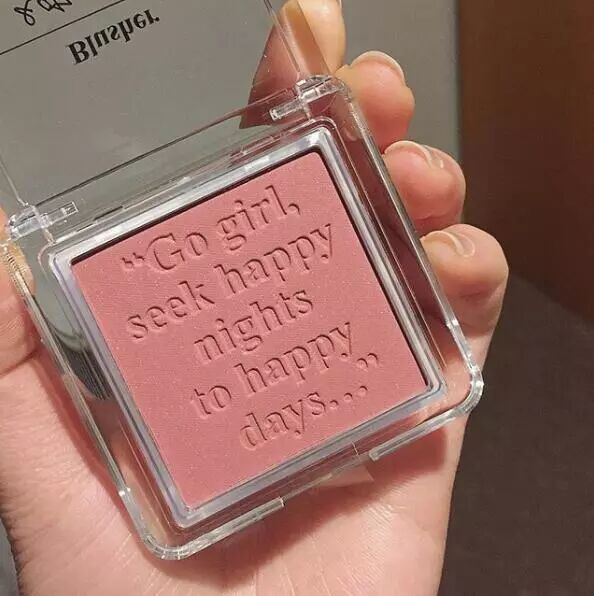 Blusher
“Go girl,
seek happy
nights
to happy
days...”